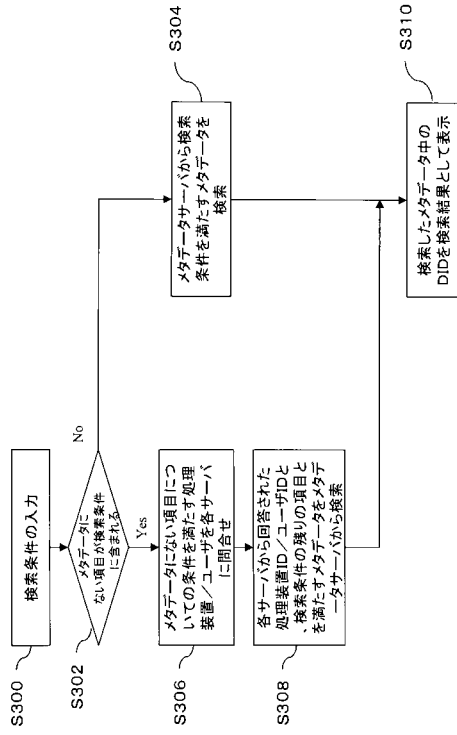 S300
検索条件の入力
S302
メタデータに
ない項目が検索条件
に含まれる
No
Yes
S304
メタデータサーバから検索
条件を満たすメタデータを
検索
S306
メタデータにない項目につ
いての条件を満たす処理
装置／ユーザを各サーバ
に問合せ
S308
各サーバから回答された
処理装置ID／ユーザIDと
、検索条件の残りの項目と
を満たすメタデータをメタデ
ータサーバから検索
S310
検索したメタデータ中の
DIDを検索結果として表示